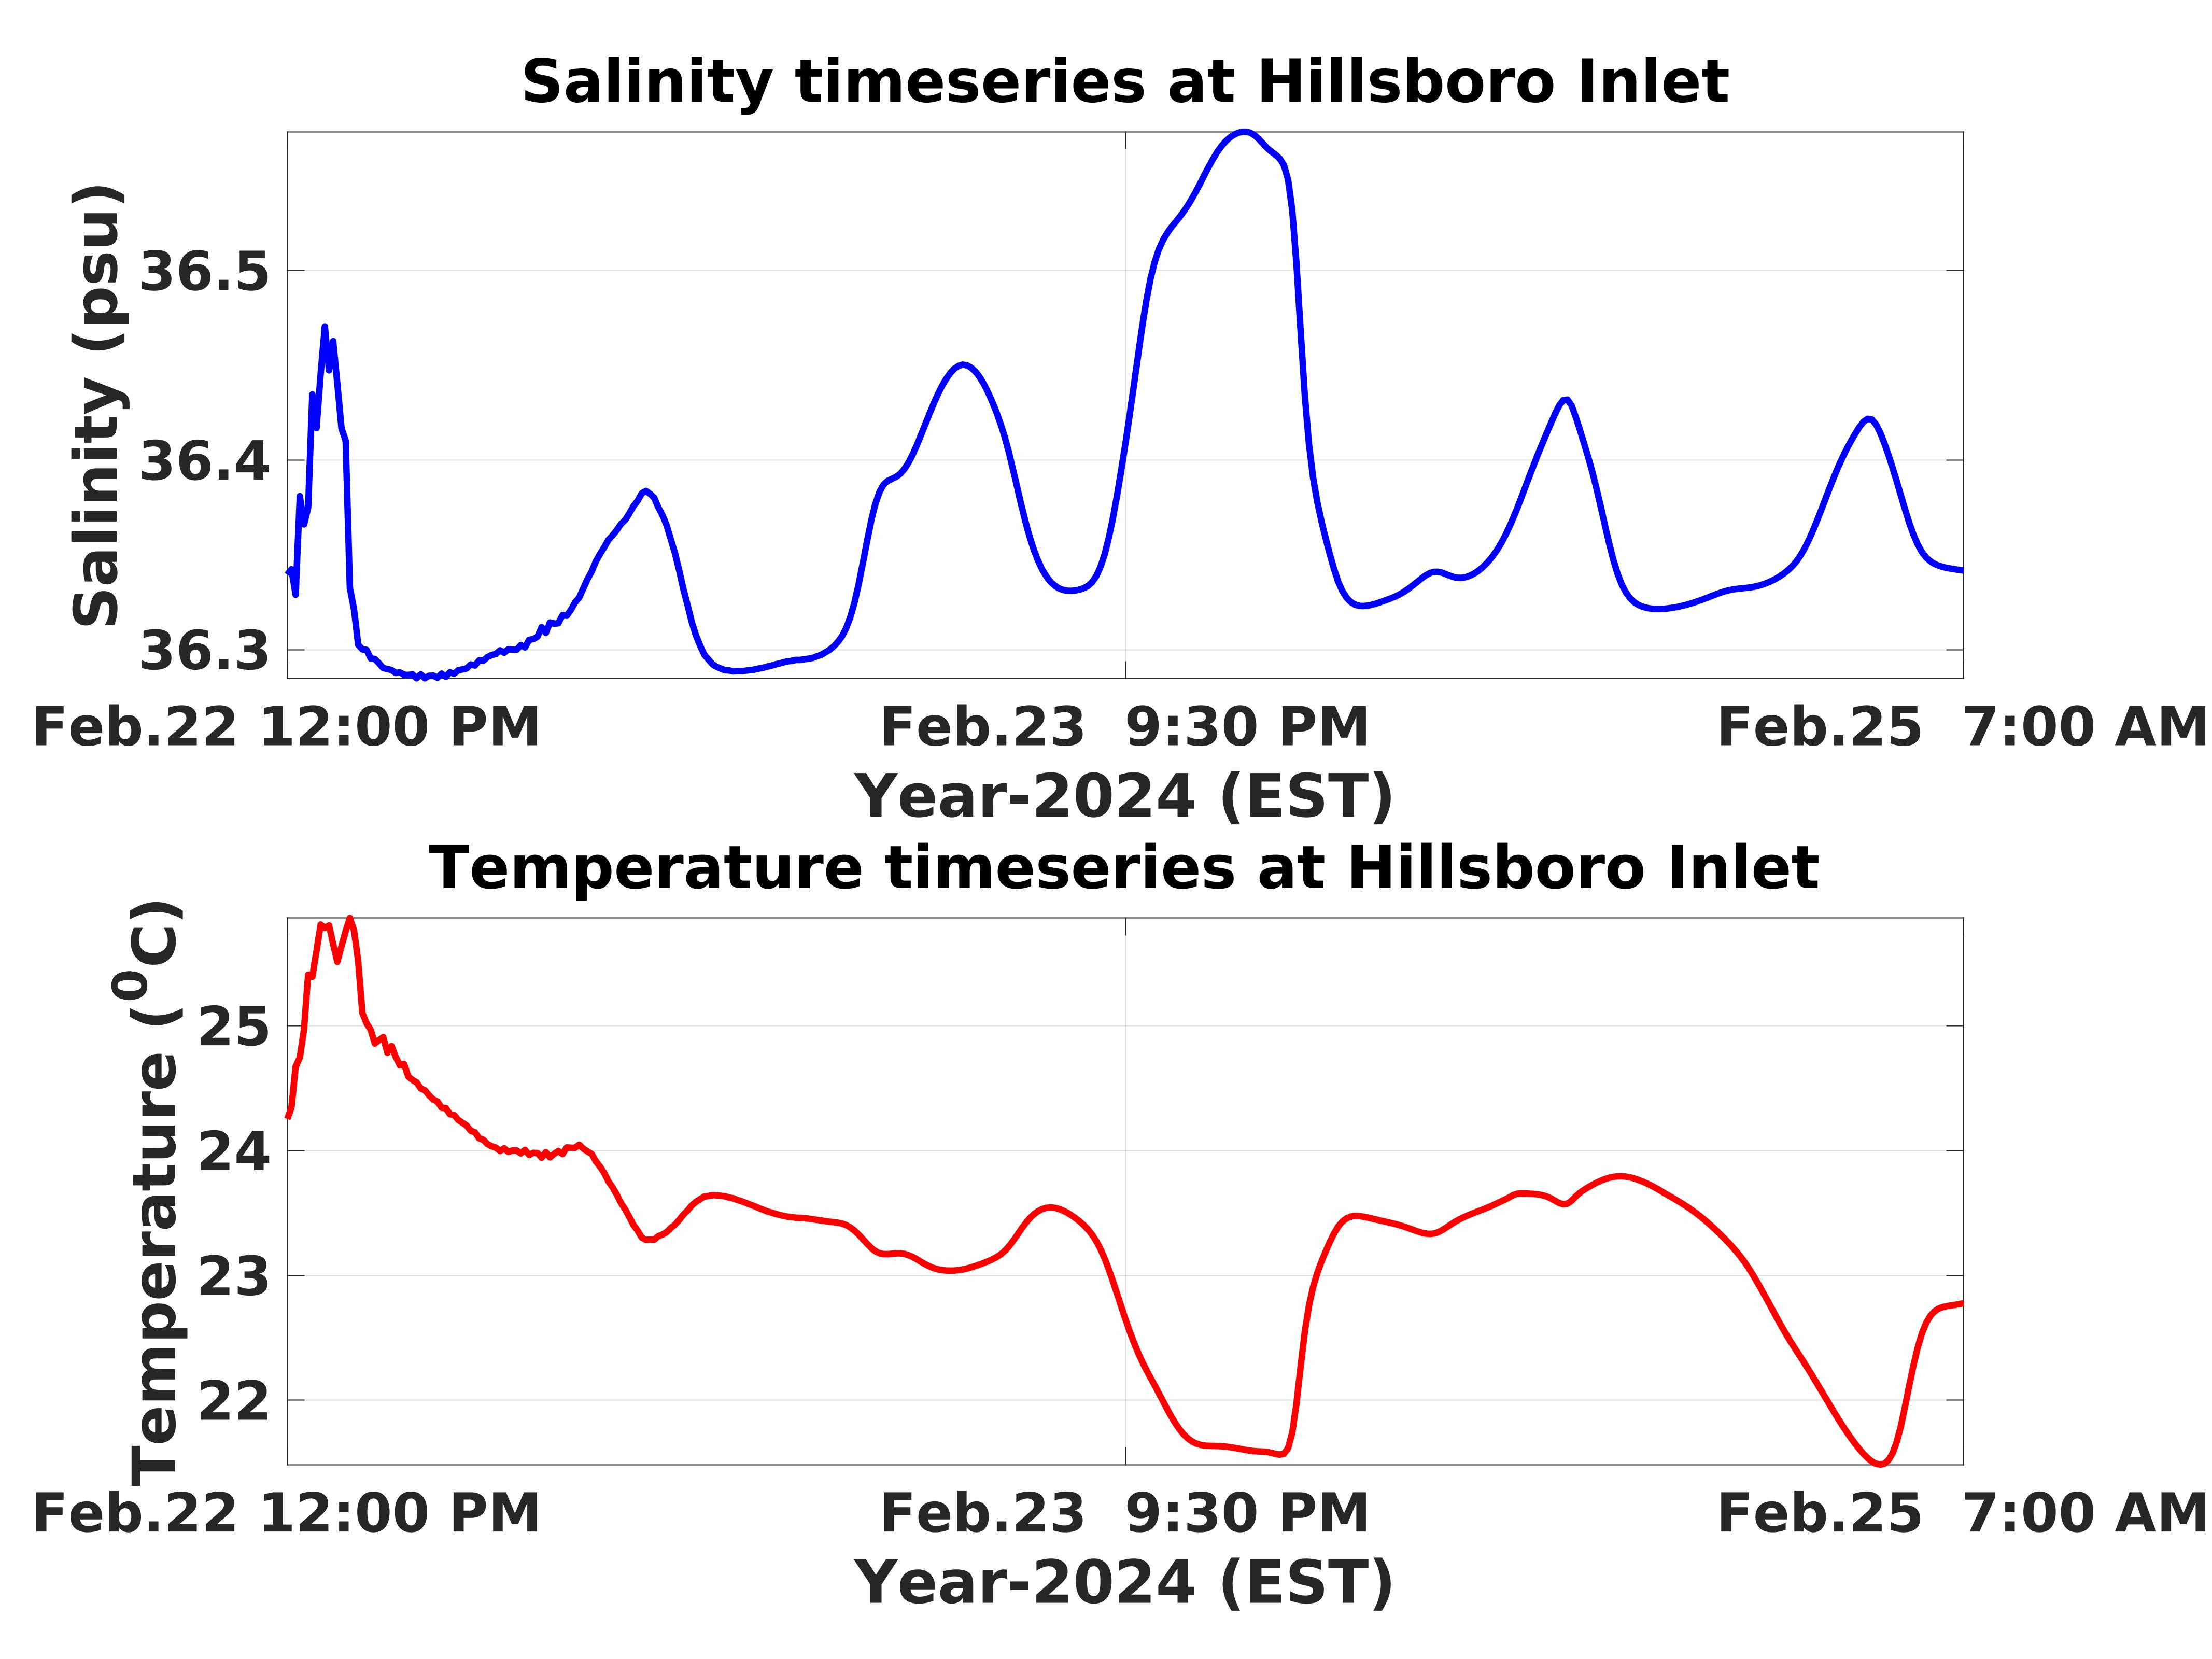 Salinity timeseries at Hillsboro Inlet
Salinity (psu)
36.5
36.4
36.3
Feb.22 12:00 PM Feb.23 9:30 PM Feb.25 7:00 AM
Year-2024 (EST)
Temperature timeseries at Hillsboro Inlet
Temperature (⁰C)
25
24
23
22
Feb.22 12:00 PM Feb.23 9:30 PM Feb.25 7:00 AM
Year-2024 (EST)